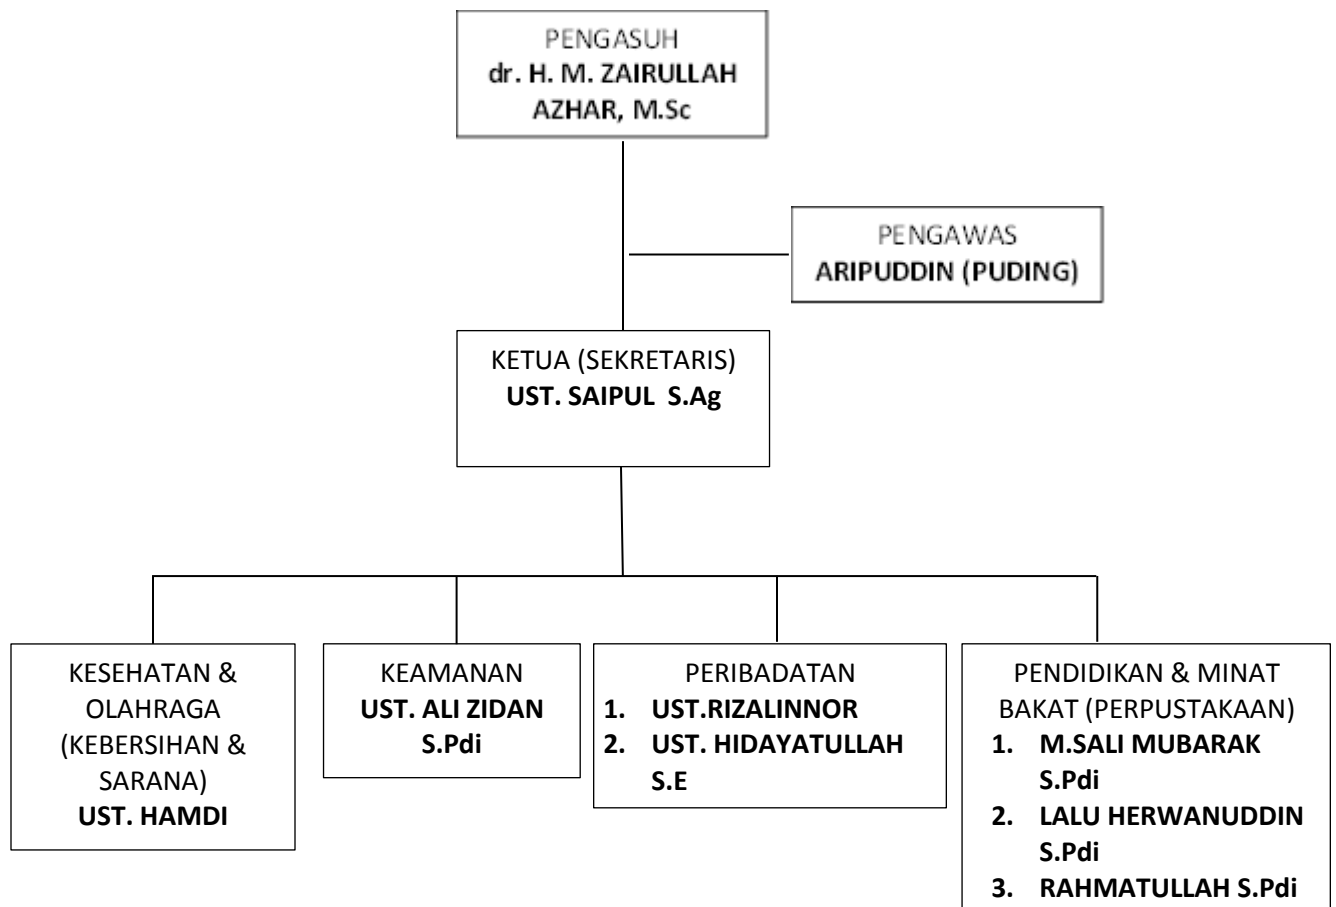 PENGASUH
dr. H. M. ZAIRULLAH
AZHAR, M.Sc
PENGAWAS
ARIPUDDIN (PUDING)
KETUA (SEKRETARIS)
UST. SAIPUL  S.Ag
KESEHATAN &
OLAHRAGA
(KEBERSIHAN &
SARANA)
UST. HAMDI
KEAMANAN
UST. ALI ZIDAN
S.Pdi
PERIBADATAN
1. UST.RIZALINNOR
2. UST. HIDAYATULLAH
S.E
PENDIDIKAN & MINAT
BAKAT (PERPUSTAKAAN)
1. M.SALI MUBARAK
S.Pdi
2. LALU HERWANUDDIN
S.Pdi
3. RAHMATULLAH S.Pdi